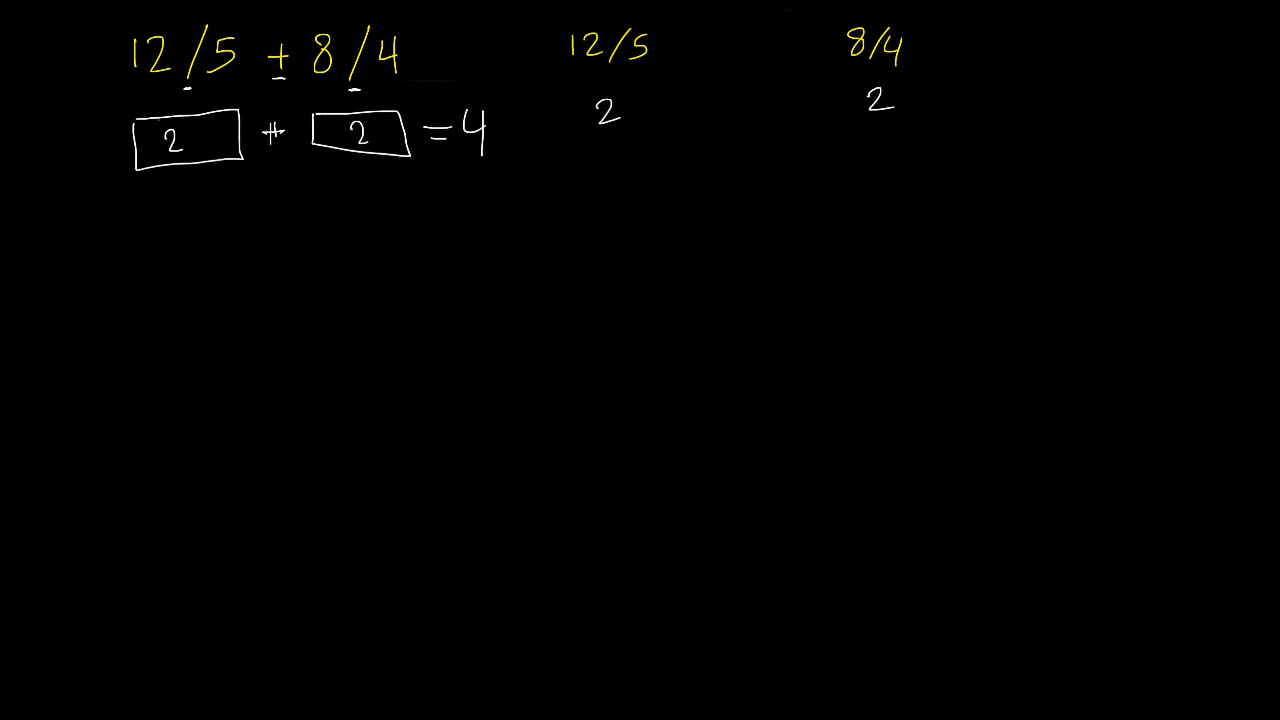 12/5 + 8/4
2 + 2 = 4
12/5
2
8/4
2